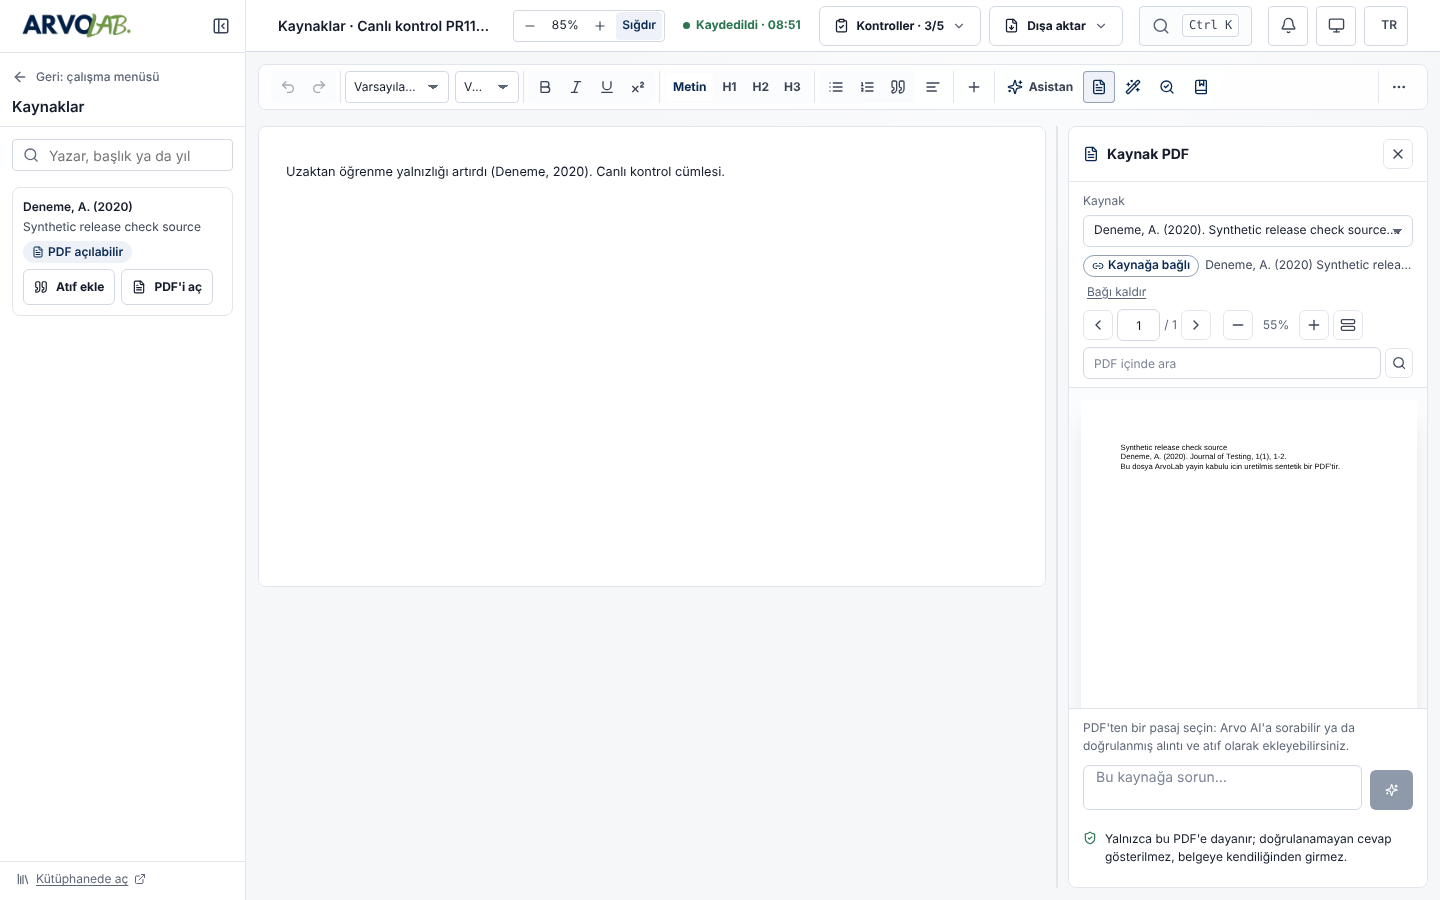 ARVOLAB.
Kaynaklar · Canlı kontrol PR11...
85%
Sığdır
Kaydedildi · 08:51
Kontroller · 3/5
Dışa aktar
Ctrl K
TR
Geri: çalışma menüsü
Kaynaklar
Yazar, başlık ya da yıl
Deneme, A. (2020)
Synthetic release check source
PDF açılabilir
Atıf ekle
PDF'i aç
Kütüphanede aç
Varsayıla...
V...
B I U x²
Metin
H1
H2
H3
Asistan
Uzaktan öğrenme yalnızlığı artırdı (Deneme, 2020). Canlı kontrol cümlesi.
Kaynak PDF
Kaynak
Deneme, A. (2020). Synthetic release check source...
Kaynağa bağlı
Deneme, A. (2020) Synthetic relea...
Bağı kaldır
1
/ 1
55%
PDF içinde ara
Synthetic release check source
Deneme, A. (2020). Journal of Testing, 1(1), 1-2.
Bu dosya ArvoLab yayin kabulu icin uretilmis sentetik bir PDF'tir.
PDF'ten bir pasaj seçin: Arvo AI'a sorabilir ya da
doğrulanmış alıntı ve atıf olarak ekleyebilirsiniz.
Bu kaynağa sorun...
Yalnızca bu PDF'e dayanır; doğrulanamayan cevap
gösterilmez, belgeye kendiliğinden girmez.